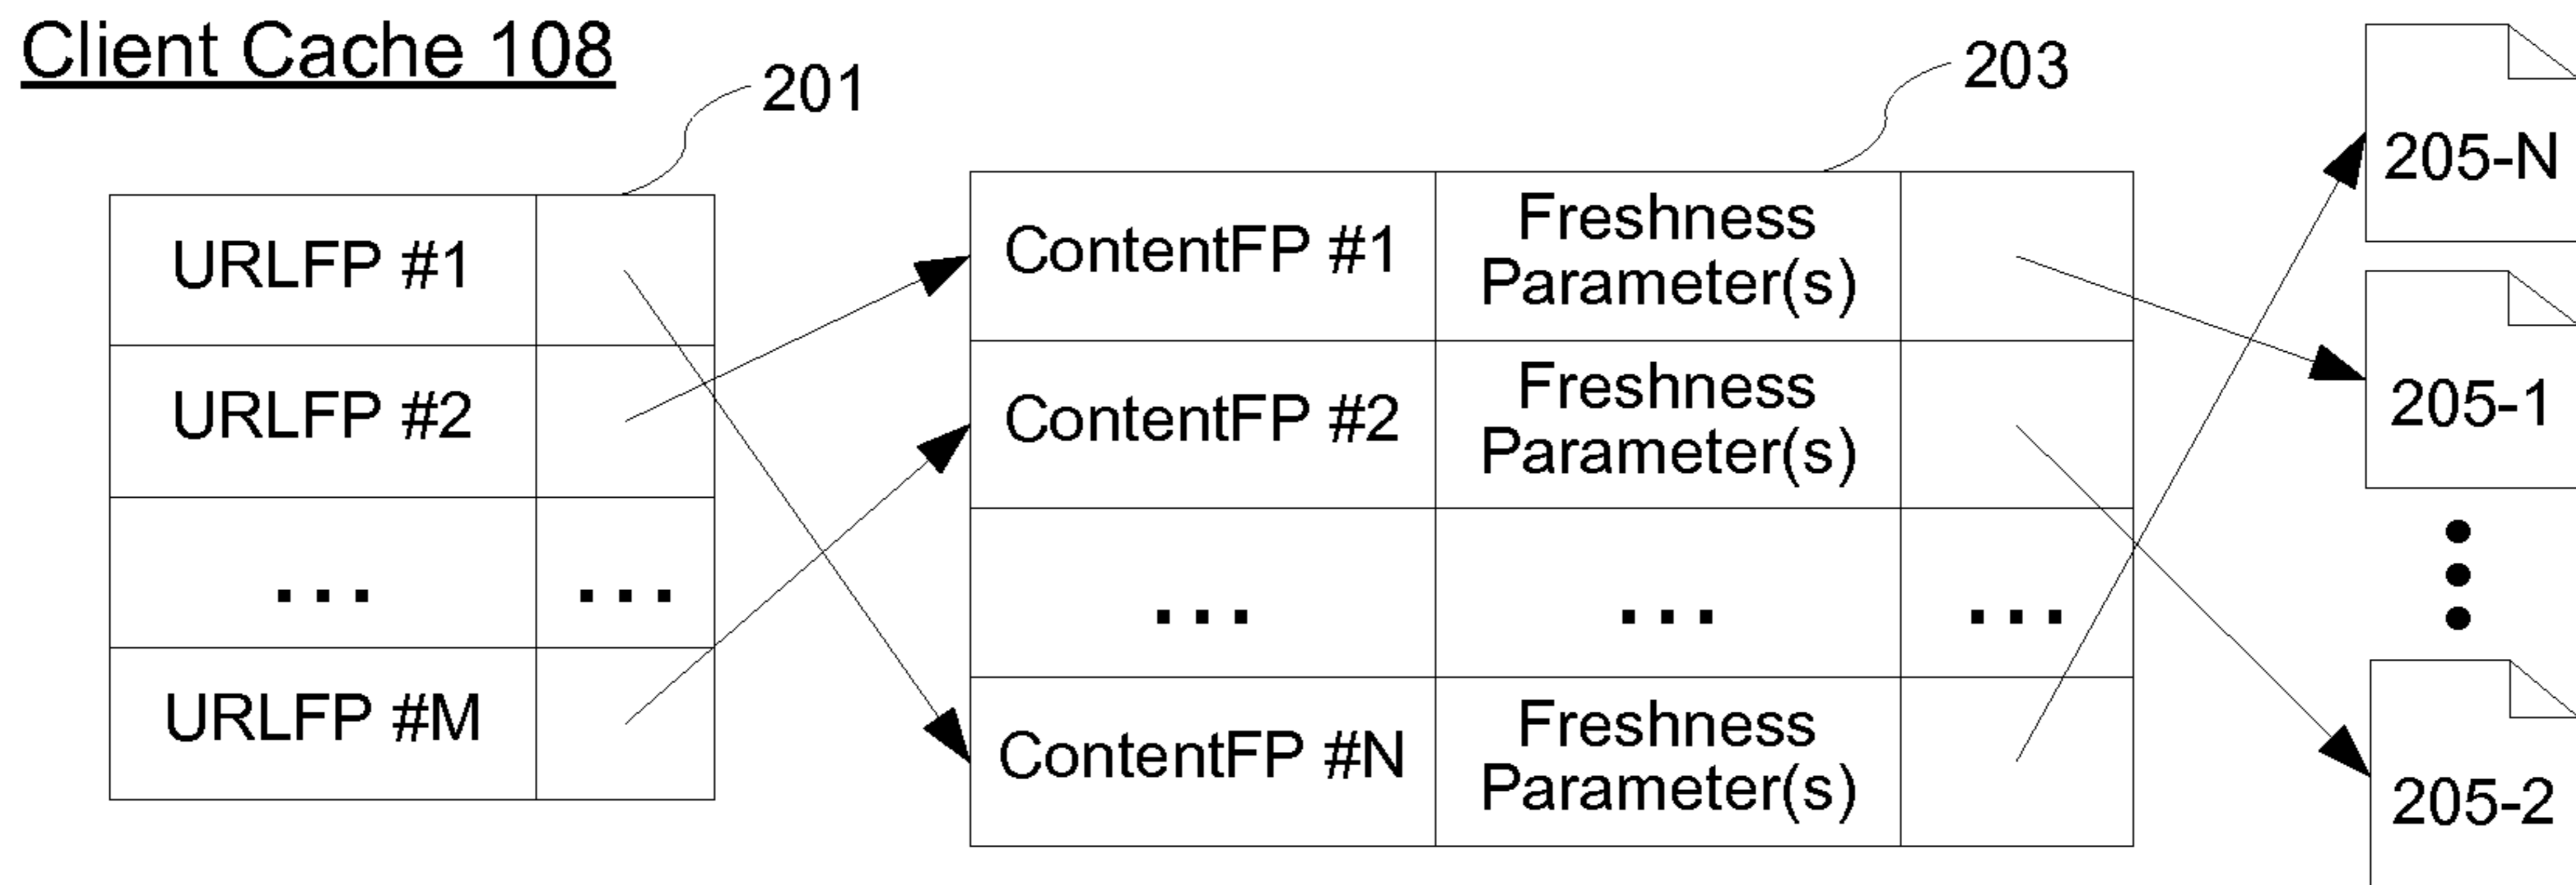 Client Cache 108
201
203
URLFP #1
URLFP #2
... ...
URLFP #M
ContentFP #1
Freshness
Parameter(s)
ContentFP #2
Freshness
Parameter(s)
... ... ...
ContentFP #N
Freshness
Parameter(s)
205-N
205-1
205-2